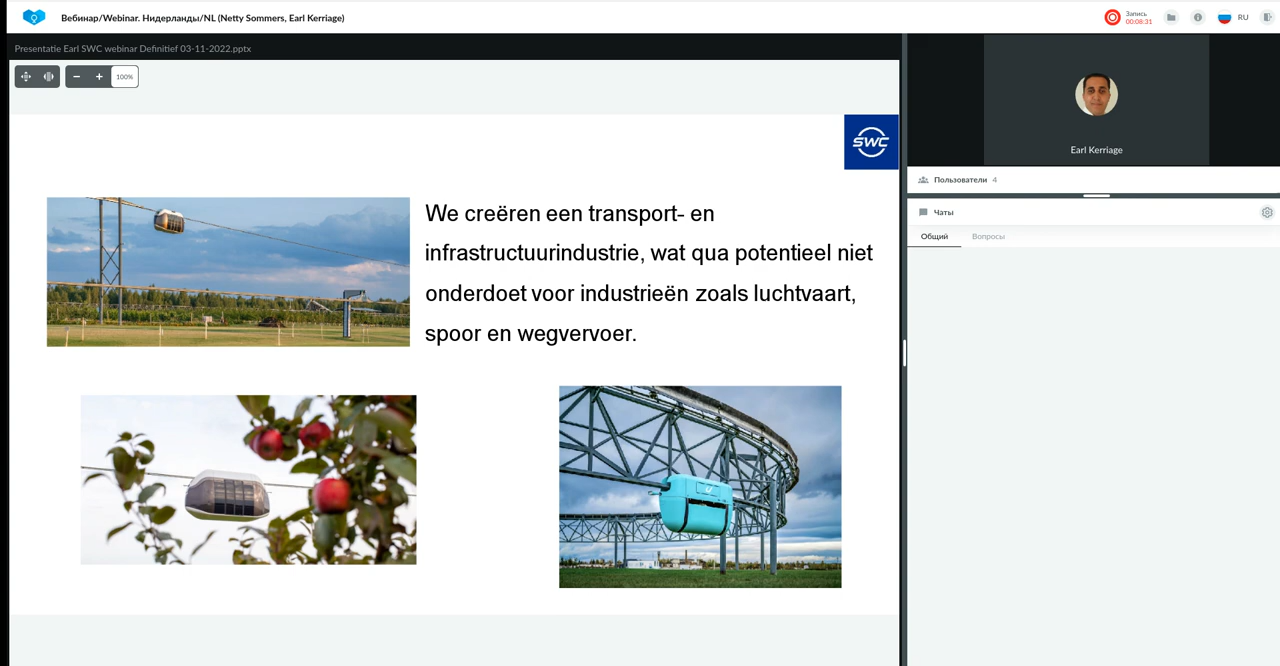 Вебинар/Webinar. Нидерланды/NL (Netty Sommers, Earl Kerriage)
Запись
00:08:31
RU
Presentatie Earl SWC webinar Definitief 03-11-2022.pptx
100%
SWC
We creëren een transport- en
infrastructuurindustrie, wat qua potentieel niet
onderdoet voor industrieën zoals luchtvaart,
spoor en wegvervoer.
Earl Kerriage
Пользователи 4
Чаты
Общий Вопросы